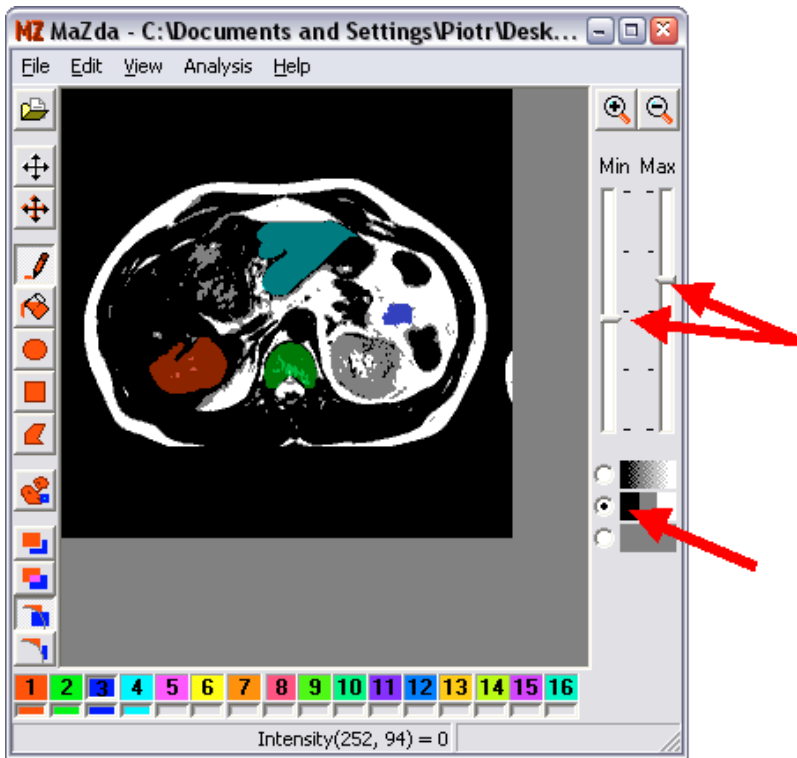 MZ MaZda - C:\Documents and Settings\Piotr\Desk...
File Edit View Analysis Help
Min Max
1 2 3 4 5 6 7 8 9 10 11 12 13 14 15 16
Intensity(252, 94) = 0